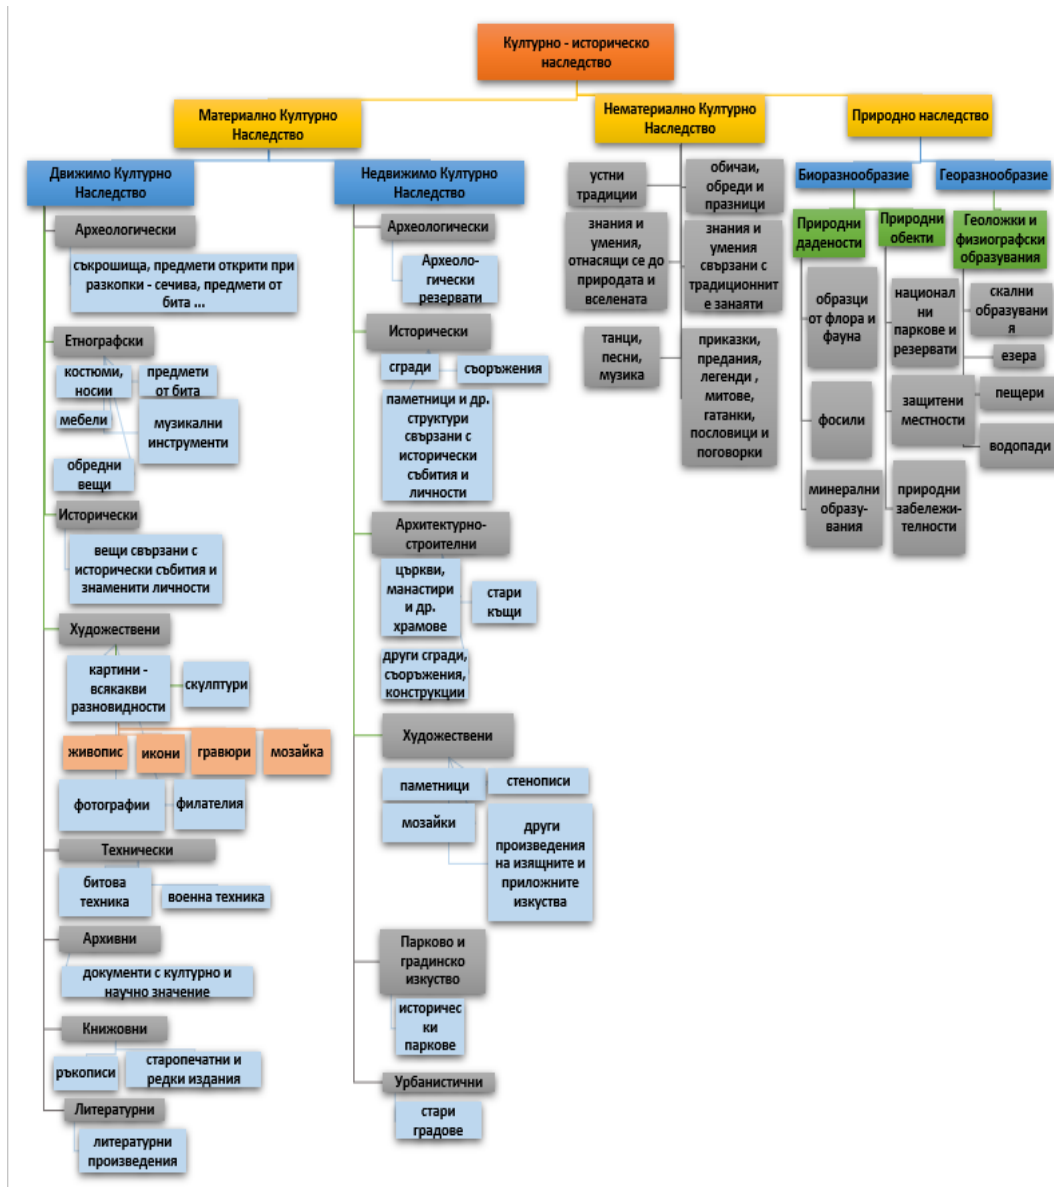 Културно - историческо
наследство
Материално Културно
Наследство
Нематериално Културно
Наследство
Природно наследство
Движимо Културно
Наследство
Археологически
съкрошища, предмети открити при
разкопки - сечива, предмети от
бита ...
Етнографски
костюми,
носии
предмети
от бита
мебели
музикални
инструменти
обредни
вещи
Исторически
вещи свързани с
исторически събития и
знаменити личности
Художествени
картини -
всякакви
разновидности
скулптури
живопис
икони
гравюри
мозайка
фотографии
филателия
Технически
битова
техника
военна техника
Архивни
документи с културно и
научно значение
Книжовни
ръкописи
старопечатни и
редки издания
Литературни
литературни
произведения
Недвижимо Културно
Наследство
Археологически
Археоло-
гически
резервати
Исторически
сгради
съоръжения
паметници и др.
структури
свързани с
исторически
събития и
личности
Архитектурно-
строителни
църкви,
манастири
и др.
храмове
стари
къщи
други сгради,
съоръжения,
конструкции
Художествени
паметници
стенописи
мозайки
други
произведения
на изящните и
приложните
изкуства
Парково и
градинско
изкуство
историчес
ки
паркове
Урбанистични
стари
градове
устни
традиции
обичаи,
обреди и
празници
знания и
умения,
отнасящи се до
природата и
вселената
знания и
умения
свързани с
традиционнит
е занаяти
танци,
песни,
музика
приказки,
предания,
легенди ,
митове,
гатанки,
пословици и
поговорки
Биоразнообразие
Георазнообразие
Природни
дадености
Природни
обекти
Геоложки и
физиографски
образувания
образци
от флора и
фауна
фосили
минерални
образу-
вания
национал
ни
паркове и
резервати
защитени
местности
природни
забележи-
телности
скални
образувани
я
езера
пещери
водопади